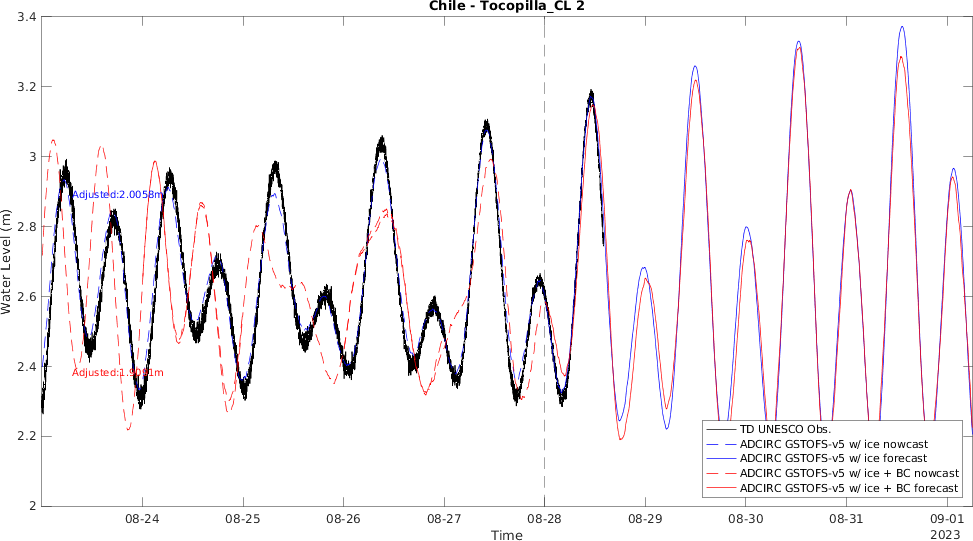 Chile - Tocopilla_CL 2
Water Level (m)
3.4
3.2
3
2.8
2.6
2.4
2.2
2
Adjusted:2.0058m
08-24
08-25
08-26
08-27
08-28
08-29
08-30
08-31
09-01
2023
Time
TD UNESCO Obs.
ADCIRC GSTOFS-v5 w/ ice nowcast
ADCIRC GSTOFS-v5 w/ ice forecast
ADCIRC GSTOFS-v5 w/ ice + BC nowcast
ADCIRC GSTOFS-v5 w/ ice + BC forecast